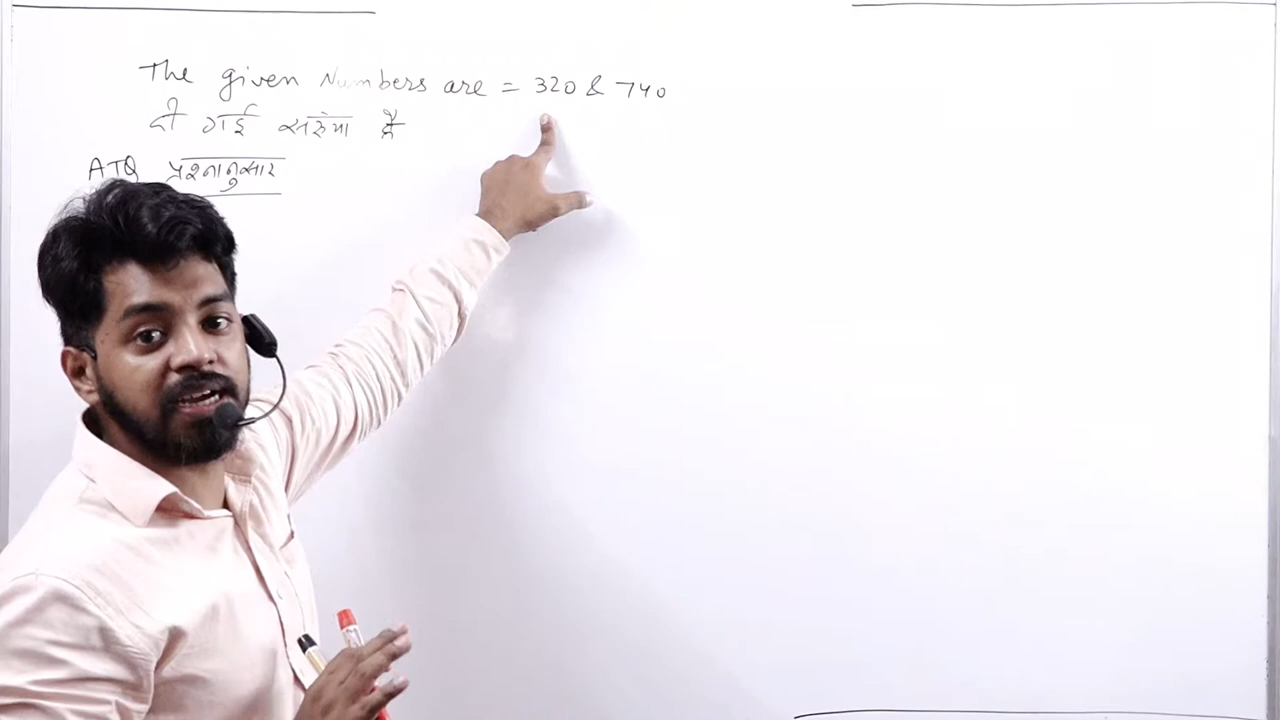 The given Numbers are = 320 & 740
दी गई संख्या है
ATQ प्रश्नानुसार